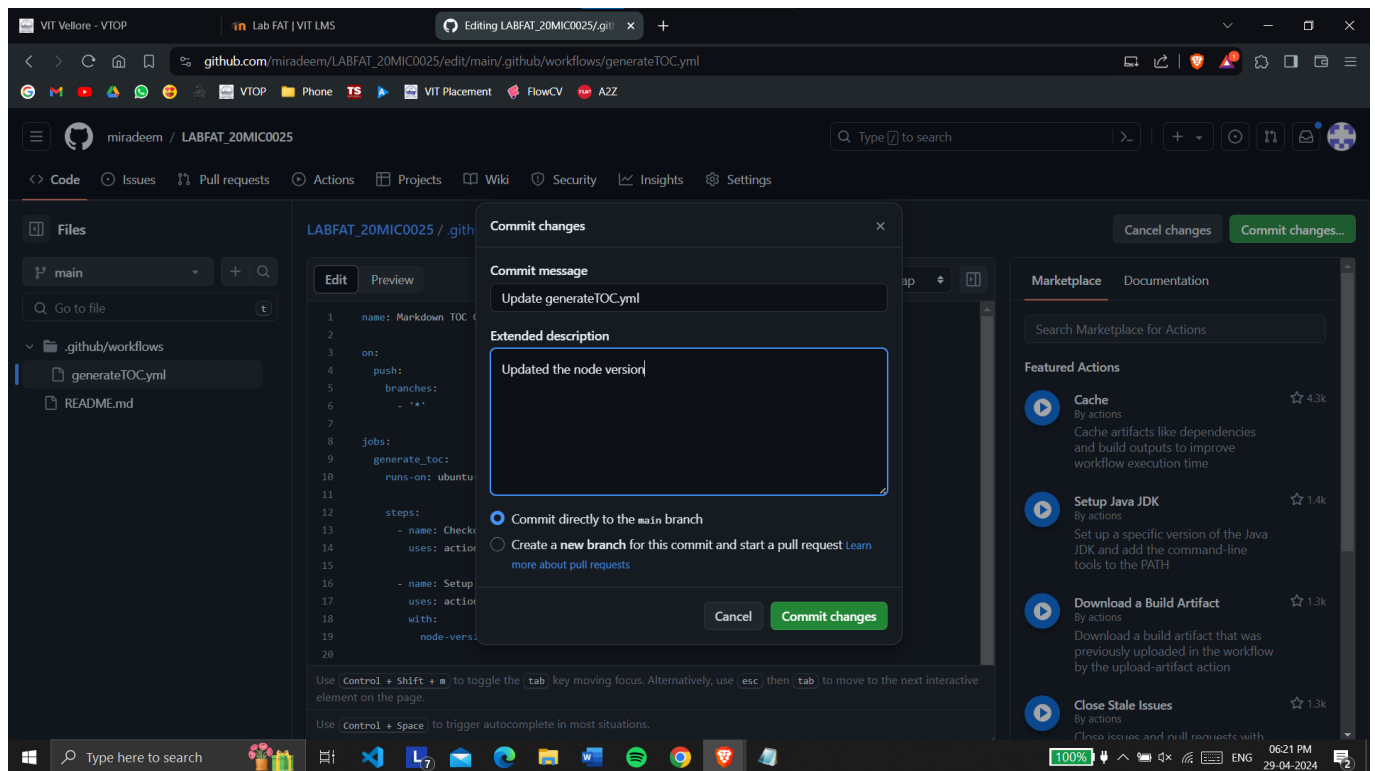 VIT Vellore - VTOP
Lab FAT | VIT LMS
Editing LABFAT_20MIC0025/.git
github.com/miradeem/LABFAT_20MIC0025/edit/main/.github/workflows/generateTOC.yml
VTOP Phone TS VIT Placement FlowCV TUF A2Z
miradeem / LABFAT_20MIC0025
Type / to search
Code Issues Pull requests Actions Projects Wiki Security Insights Settings
Files
main
Go to file t
.github/workflows
generateTOC.yml
README.md
LABFAT_20MIC0025 / .gith
Cancel changes Commit changes...
Edit Preview
ap
1 name: Markdown TOC
2
3 on:
4 push:
5 branches:
6 - '*'
7
8 jobs:
9 generate_toc:
10 runs-on: ubuntu-
11
12 steps:
13 - name: Checko
14 uses: action
15
16 - name: Setup
17 uses: action
18 with:
19 node-versi
20
Use Control + Shift + m to toggle the tab key moving focus. Alternatively, use esc then tab to move to the next interactive
element on the page.
Use Control + Space to trigger autocomplete in most situations.
Commit changes
Commit message
Update generateTOC.yml
Extended description
Updated the node version
Commit directly to the main branch
Create a new branch for this commit and start a pull request Learn
more about pull requests
Cancel Commit changes
Marketplace Documentation
Search Marketplace for Actions
Featured Actions
Cache 4.3k
By actions
Cache artifacts like dependencies
and build outputs to improve
workflow execution time
Setup Java JDK 1.4k
By actions
Set up a specific version of the Java
JDK and add the command-line
tools to the PATH
Download a Build Artifact 1.3k
By actions
Download a build artifact that was
previously uploaded in the workflow
by the upload-artifact action
Close Stale Issues 1.3k
By actions
Close issues and pull requests with
Type here to search
L 7
100% ENG
06:21 PM
29-04-2024
2